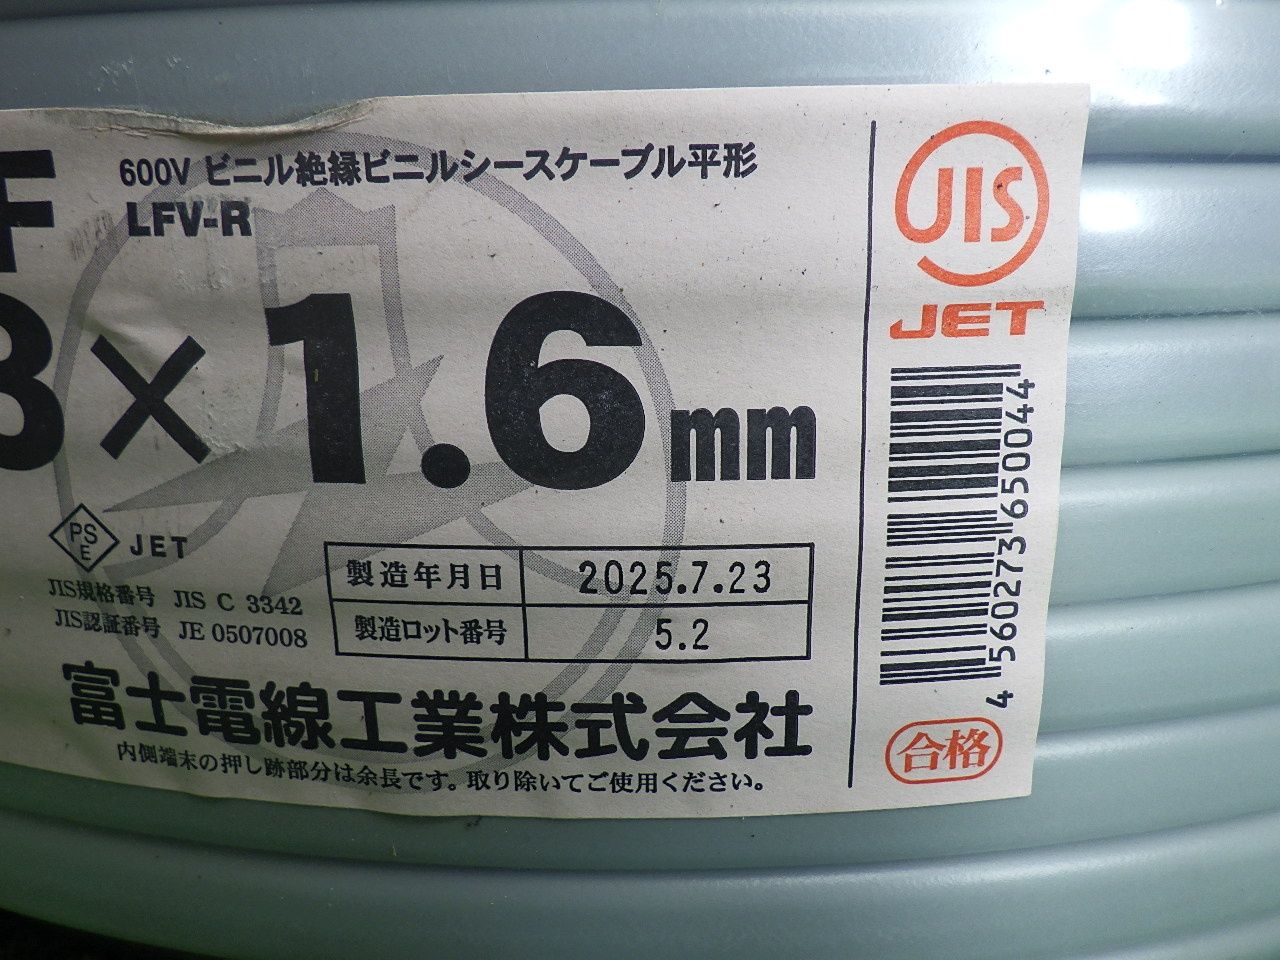 F
600V ビニル絶縁ビニルシースケーブル平形
LFV-R
3×1.6mm
PS
E
JET
JIS規格番号 JIS C 3342
JIS認証番号 JE 0507008
製造年月日 2025.7.23
製造ロット番号 5.2
富士電線工業株式会社
内側端末の押し跡部分は余長です。取り除いてご使用ください。
JIS
JET
4 560273 650044
合格